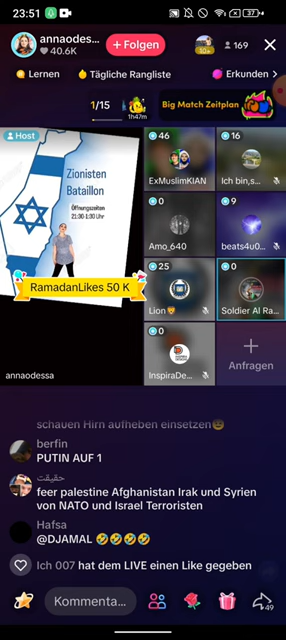 23:51
37
annaodes...
40.6K
+ Folgen
10+
169
Lernen
Tägliche Rangliste
Erkunden
1/15
1h47m
Big Match Zeitplan
Host
Zionisten
Bataillon
Öffnungszeiten
21:30-1:30 Uhr
RamadanLikes 50 K
annaodessa
46
ExMuslimKIAN
16
Ich bin,s...
0
Amo_640
9
beats4u0...
25
Lion
0
Soldier Al Ra...
0
InspiraDe...
Anfragen
schauen Hirn aufheben einsetzen
berfin
PUTIN AUF 1
حقيقت
feer palestine Afghanistan Irak und Syrien
von NATO und Israel Terroristen
Hafsa
@DJAMAL 🤣🤣🤣🤣
Ich 007 hat dem LIVE einen Like gegeben
Kommenta...
49